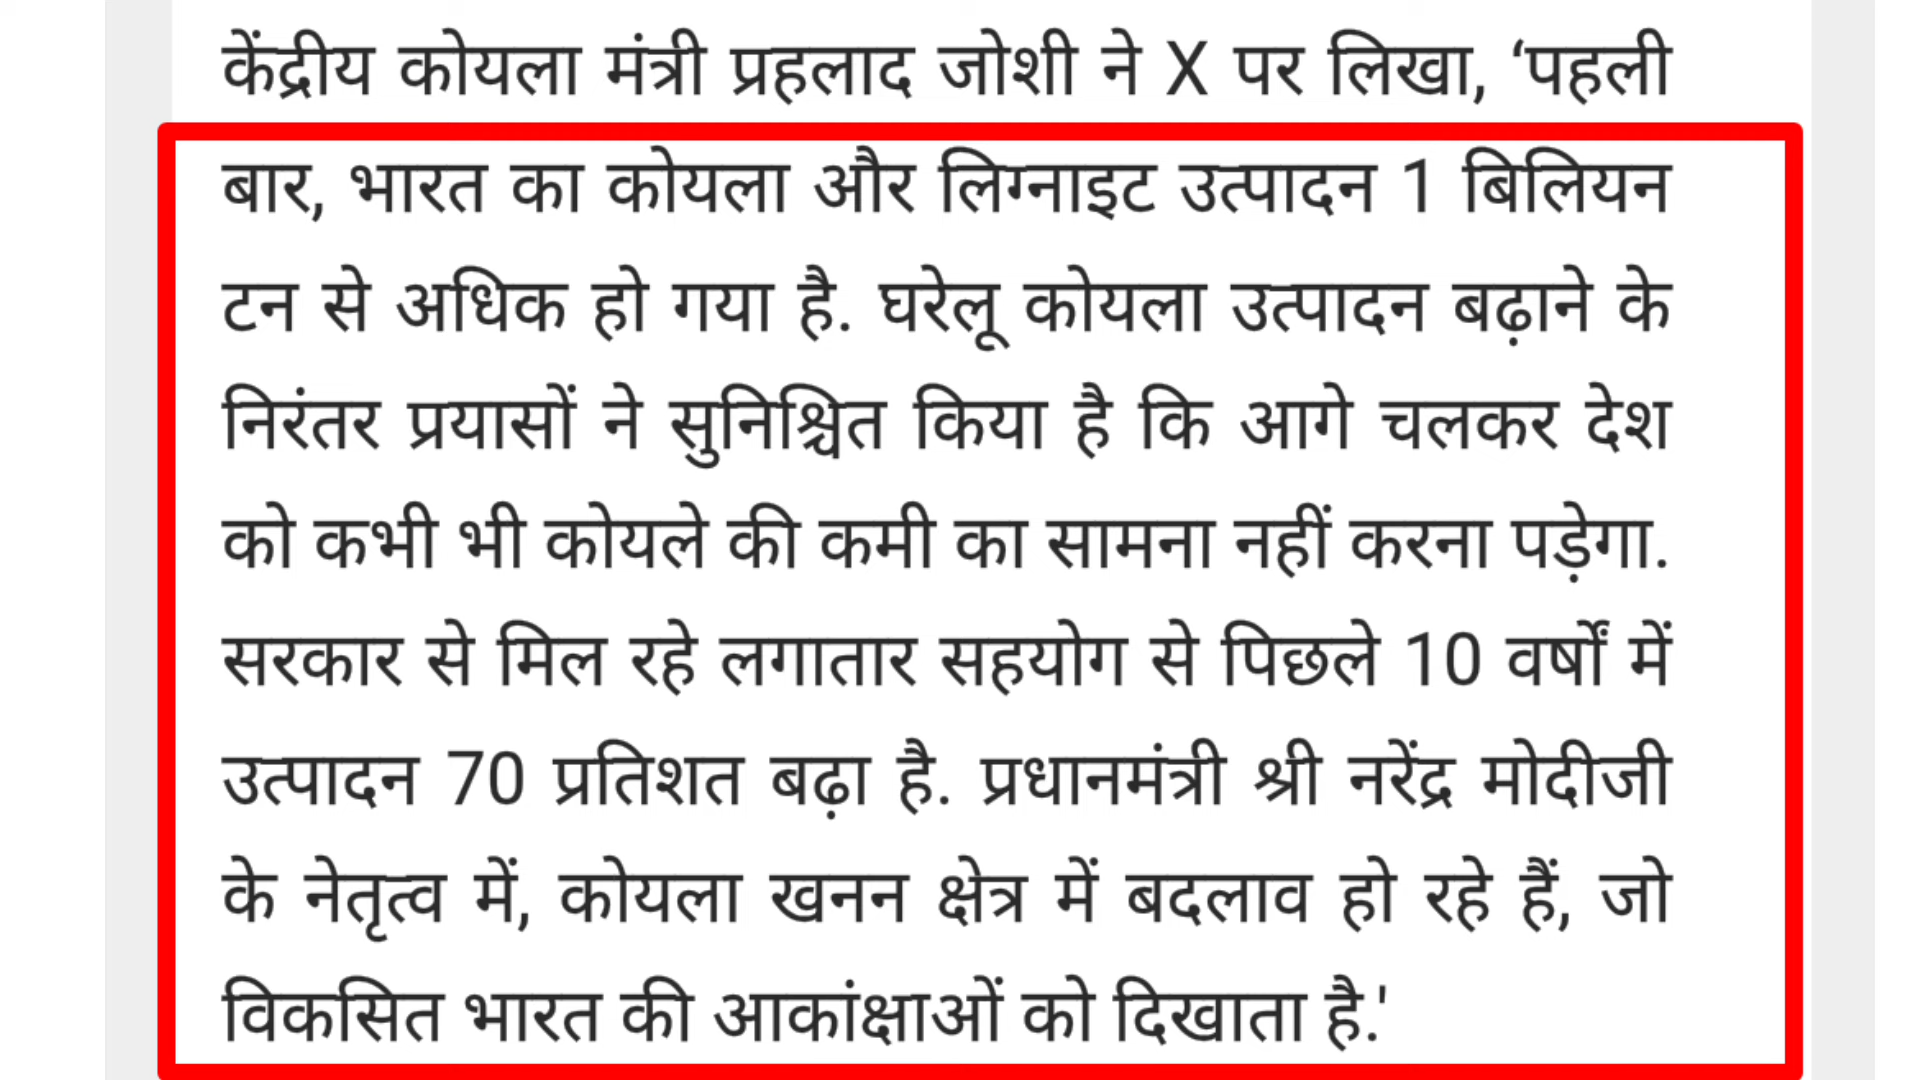 केंद्रीय कोयला मंत्री प्रहलाद जोशी ने X पर लिखा, ‘पहली
बार, भारत का कोयला और लिग्नाइट उत्पादन 1 बिलियन
टन से अधिक हो गया है. घरेलू कोयला उत्पादन बढ़ाने के
निरंतर प्रयासों ने सुनिश्चित किया है कि आगे चलकर देश
को कभी भी कोयले की कमी का सामना नहीं करना पड़ेगा.
सरकार से मिल रहे लगातार सहयोग से पिछले 10 वर्षों में
उत्पादन 70 प्रतिशत बढ़ा है. प्रधानमंत्री श्री नरेंद्र मोदीजी
के नेतृत्व में, कोयला खनन क्षेत्र में बदलाव हो रहे हैं, जो
विकसित भारत की आकांक्षाओं को दिखाता है.'